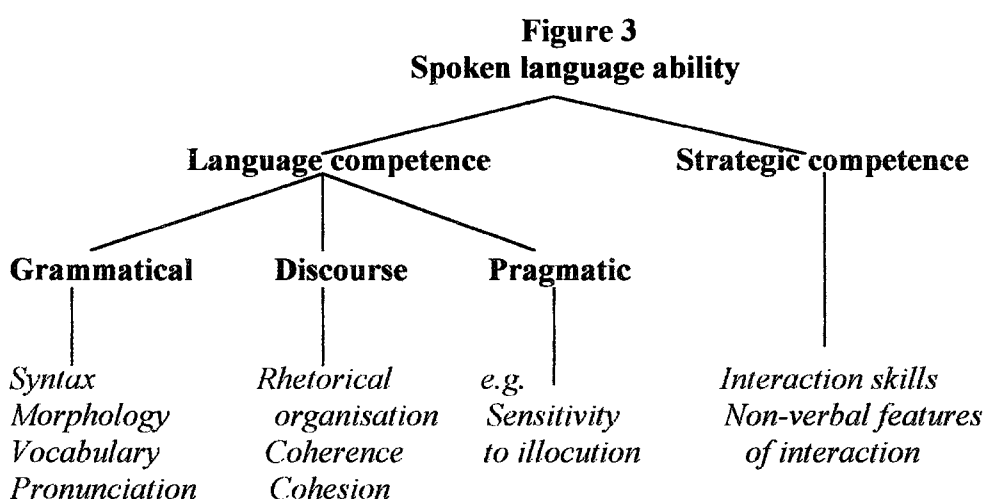 Figure 3
Spoken language ability
Language competence
Strategic competence
Grammatical
Discourse
Pragmatic
Syntax
Morphology
Vocabulary
Pronunciation
Rhetorical
organisation
Coherence
Cohesion
e.g.
Sensitivity
to illocution
Interaction skills
Non-verbal features
of interaction